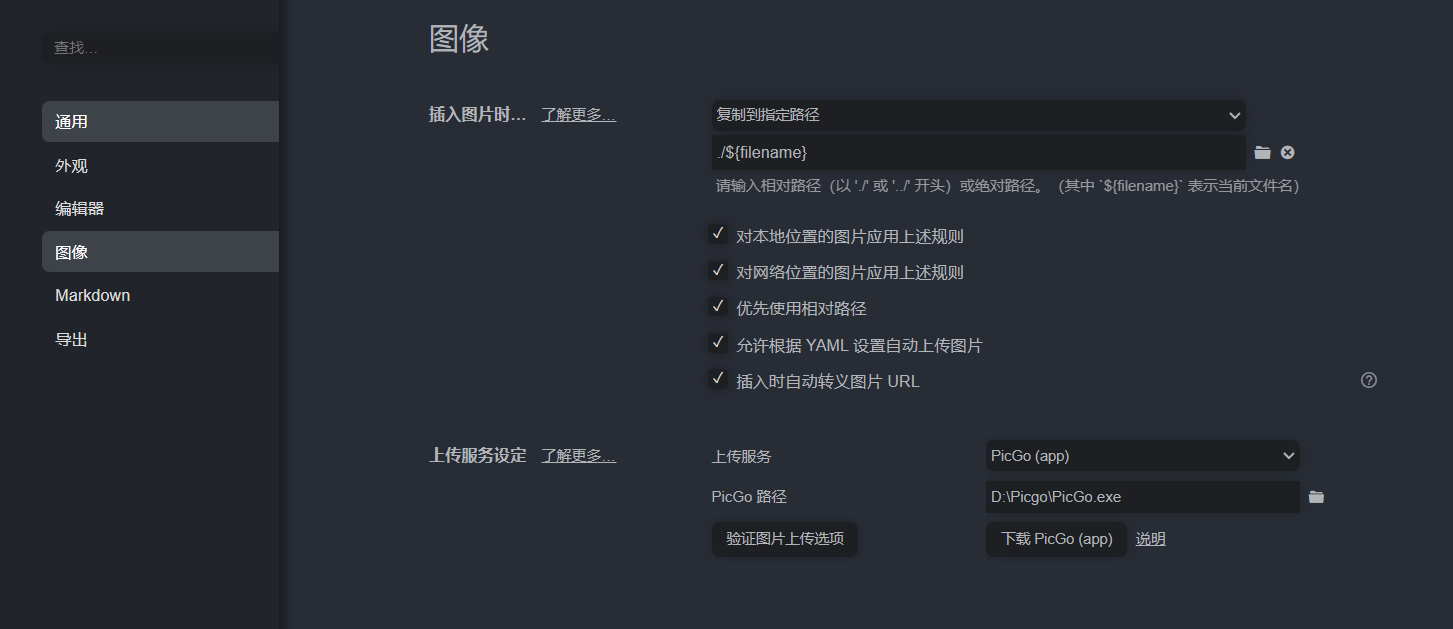 查找...
通用
外观
编辑器
图像
Markdown
导出
图像
插入图片时... 了解更多... 复制到指定路径
./${filename}
请输入相对路径（以 './' 或 '../' 开头）或绝对路径。（其中 `${filename}` 表示当前文件名）
对本地位置的图片应用上述规则
对网络位置的图片应用上述规则
优先使用相对路径
允许根据 YAML 设置自动上传图片
插入时自动转义图片 URL
上传服务设定 了解更多... 上传服务 PicGo (app)
PicGo 路径 D:\Picgo\PicGo.exe
验证图片上传选项 下载 PicGo (app) 说明